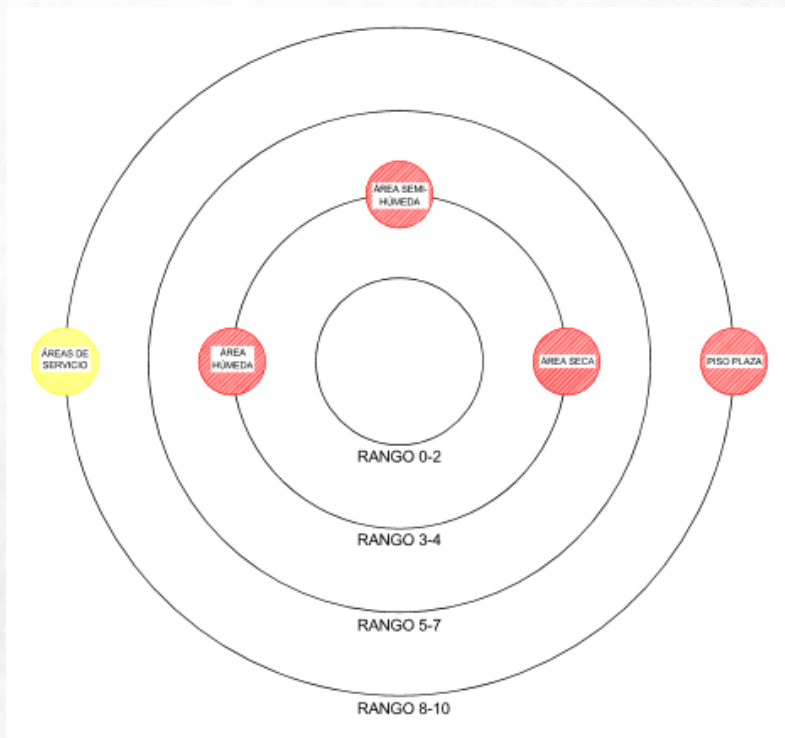 ÁREA SEMI-
HÚMEDA
ÁREAS DE
SERVICIO
ÁREA
HÚMEDA
ÁREA SECA
PISO PLAZA
RANGO 0-2
RANGO 3-4
RANGO 5-7
RANGO 8-10